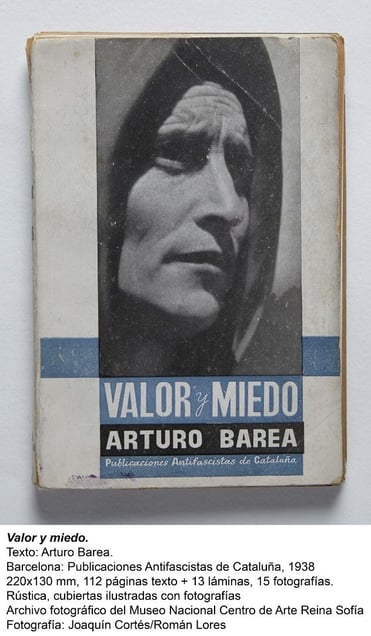 VALOR y MIEDO
ARTURO BAREA
Publicaciones Antifascistas de Cataluña
Valor y miedo.
Texto: Arturo Barea.
Barcelona: Publicaciones Antifascistas de Cataluña, 1938
220x130 mm, 112 páginas texto + 13 láminas, 15 fotografías.
Rústica, cubiertas ilustradas con fotografías
Archivo fotográfico del Museo Nacional Centro de Arte Reina Sofía
Fotografía: Joaquín Cortés/Román Lores